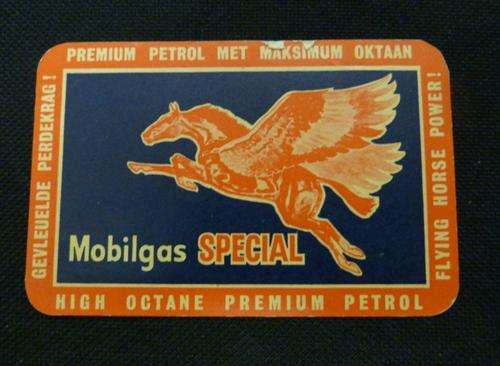 PREMIUM PETROL MET MAKSIMUM OKTAAN
GEVLEUELDE PERDEKRAG!
FLYING HORSE POWER!
Mobilgas SPECIAL
HIGH OCTANE PREMIUM PETROL